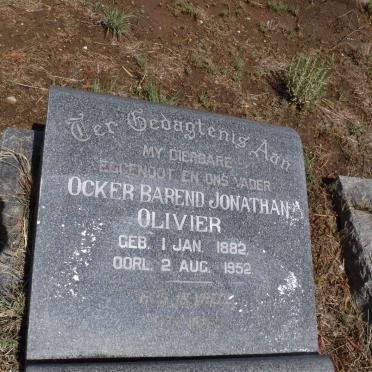 Ter Gedagtenis Aan
MY DIERBARE
EGGENOOT EN ONS VADER
OCKER BAREND JONATHAN
OLIVIER
GEB. 1 JAN. 1882,
OORL. 2 AUG. 1952.